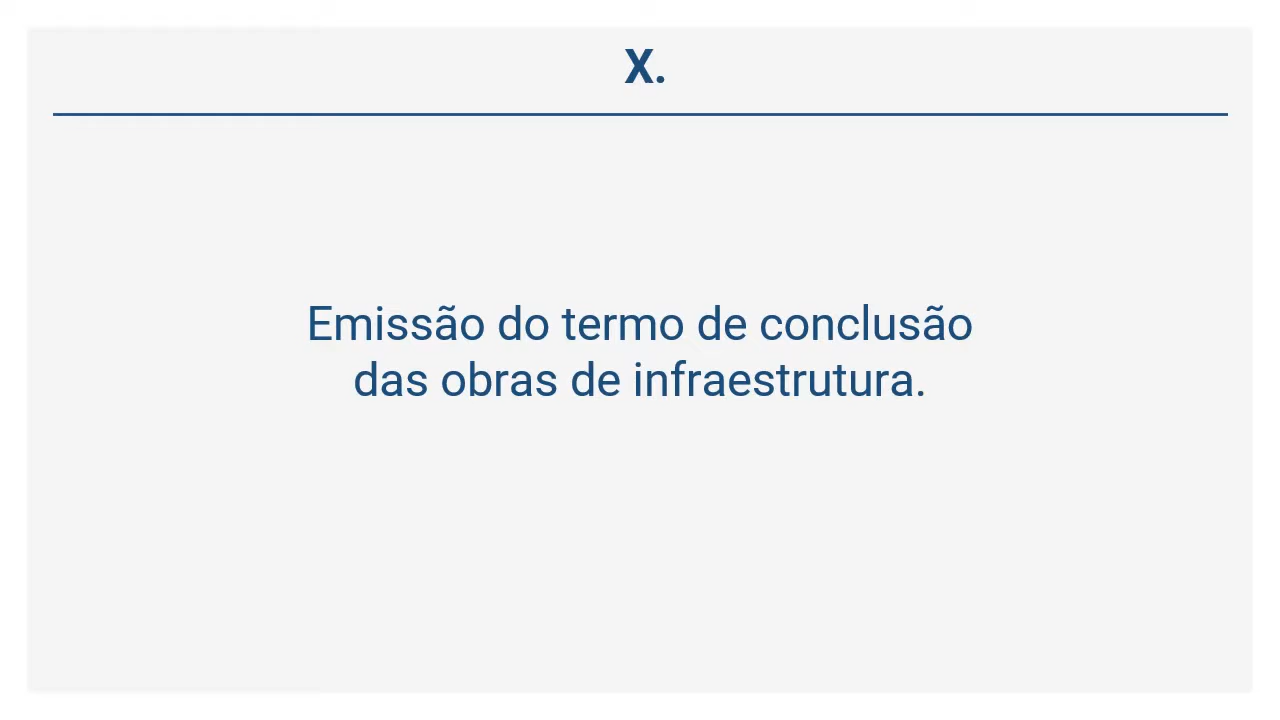 X.
Emissão do termo de conclusão
das obras de infraestrutura.